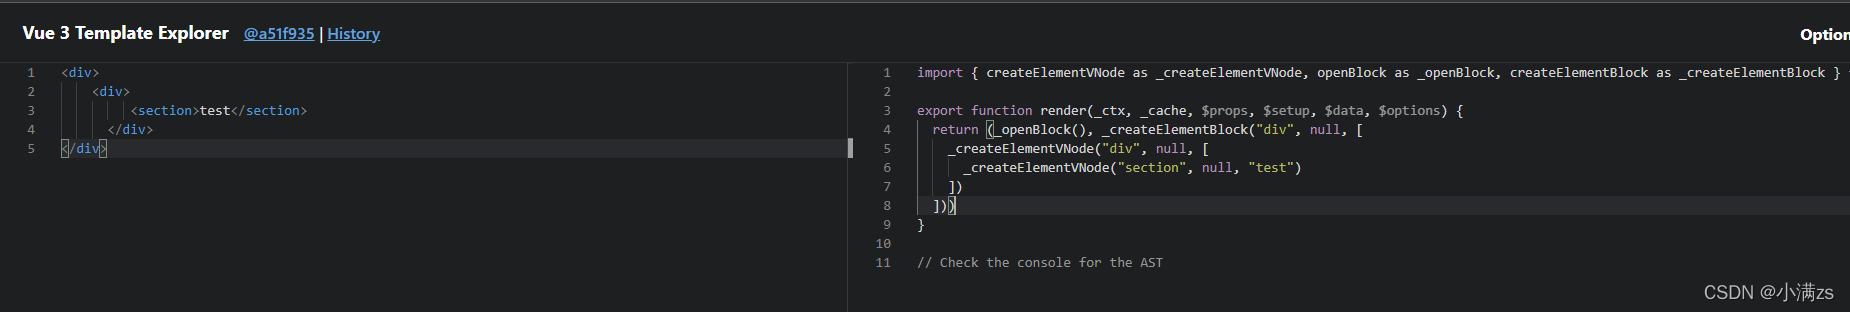 Vue 3 Template Explorer @a51f935 | History Option
1 <div>
2 <div>
3 <section>test</section>
4 </div>
5 </div>
1 import { createElementVNode as _createElementVNode, openBlock as _openBlock, createElementBlock as _createElementBlock }
2
3 export function render(_ctx, _cache, $props, $setup, $data, $options) {
4 return (_openBlock(), _createElementBlock("div", null, [
5 _createElementVNode("div", null, [
6 _createElementVNode("section", null, "test")
7 ])
8 ]))
9 }
10
11 // Check the console for the AST
CSDN @小满zs